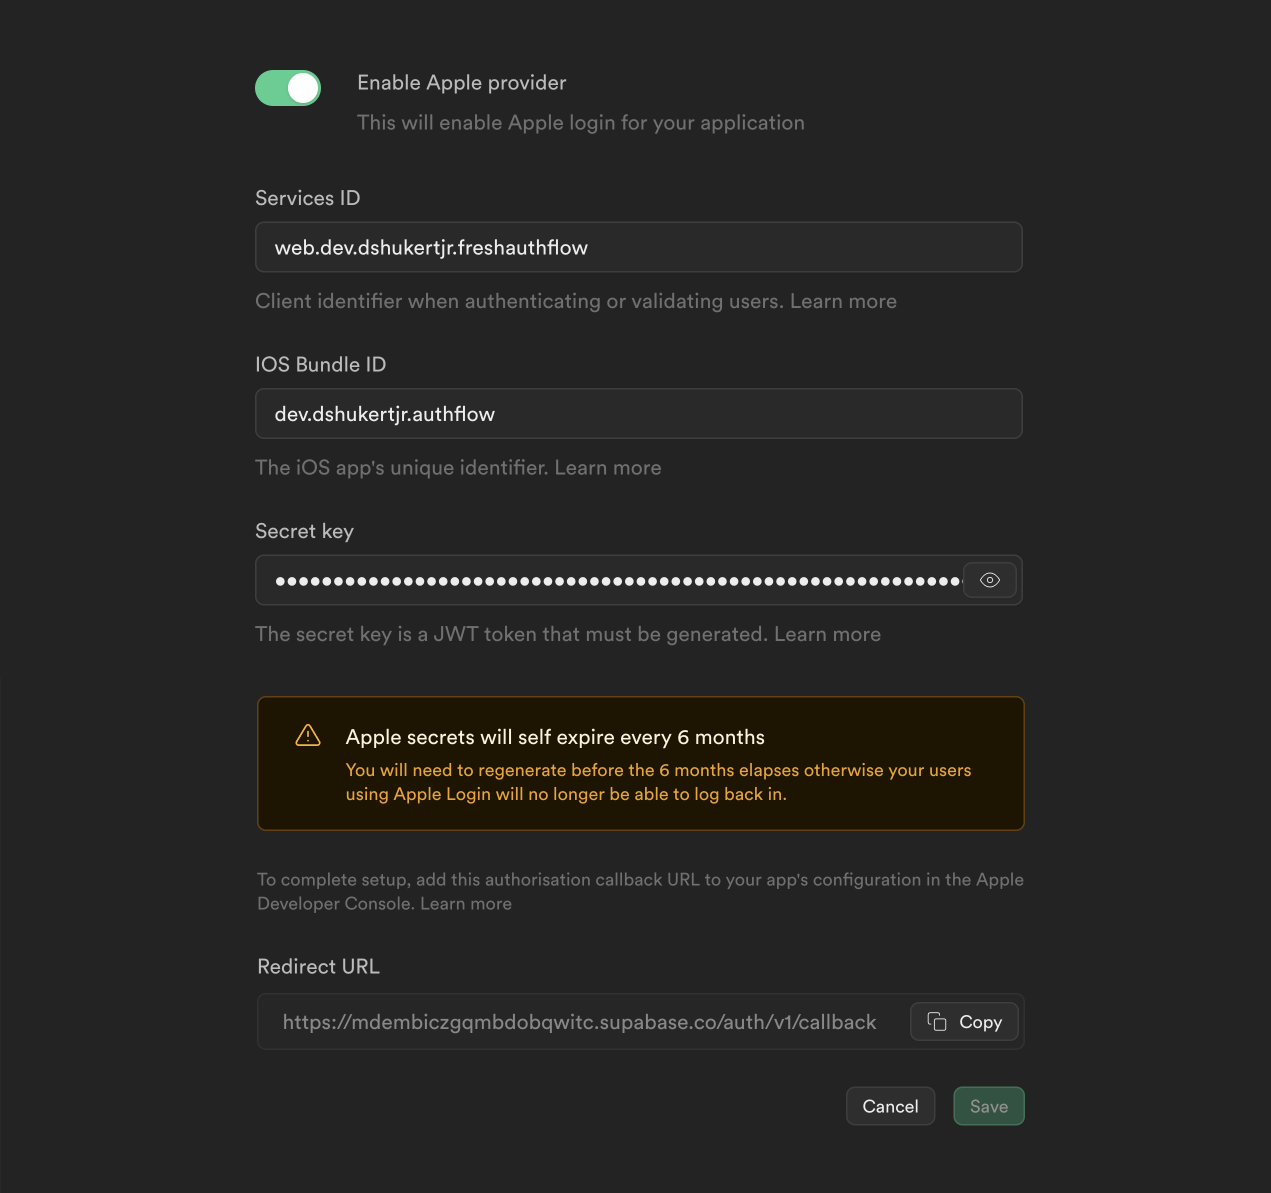 Enable Apple provider
This will enable Apple login for your application
Services ID
web.dev.dshukertjr.freshauthflow
Client identifier when authenticating or validating users. Learn more
IOS Bundle ID
dev.dshukertjr.authflow
The iOS app's unique identifier. Learn more
Secret key
The secret key is a JWT token that must be generated. Learn more
Apple secrets will self expire every 6 months
You will need to regenerate before the 6 months elapses otherwise your users
using Apple Login will no longer be able to log back in.
To complete setup, add this authorisation callback URL to your app's configuration in the Apple
Developer Console. Learn more
Redirect URL
https://mdembiczgqmbdobqwitc.supabase.co/auth/v1/callback
Copy
Cancel
Save